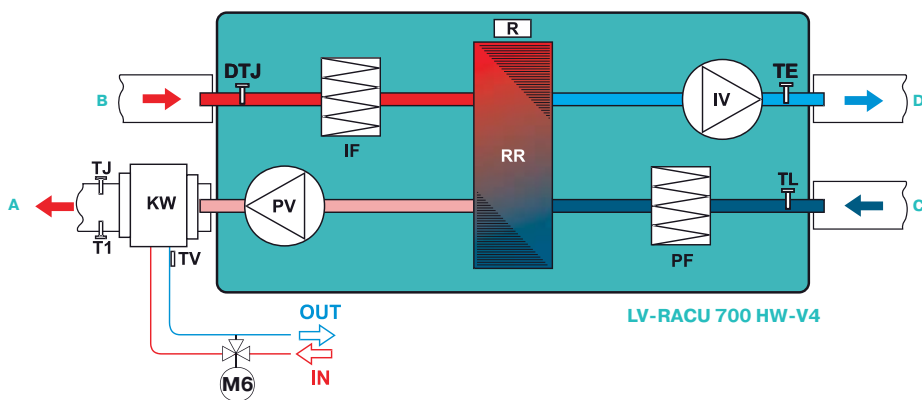 R
DTJ
TE
B
IV
D
IF
RR
TJ
KW
PV
TL
A
C
T1
TV
PF
OUT
LV-RACU 700 HW-V4
IN
M6